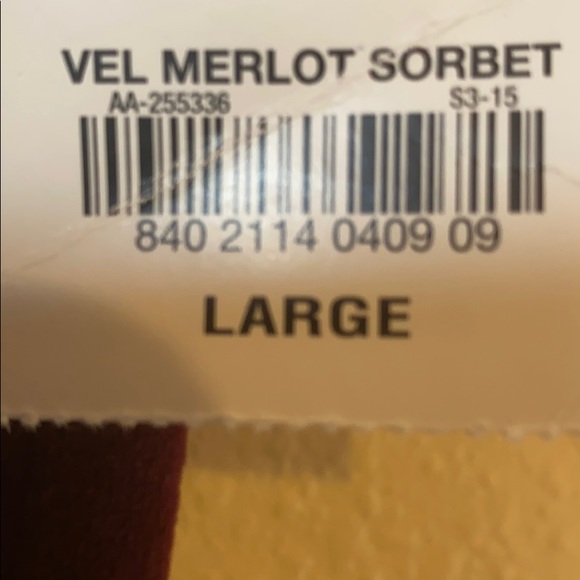 VEL MERLOT SORBET
AA-255336 S3-15
840 2114 0409 09
LARGE